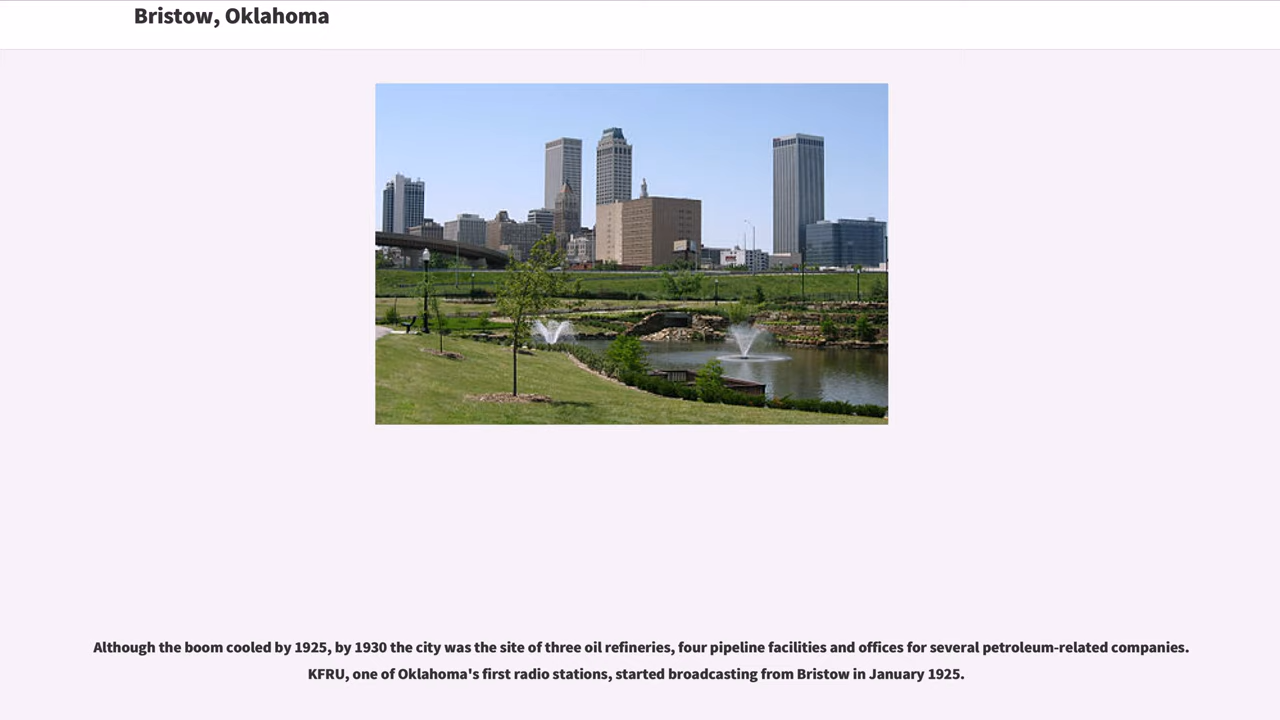 Bristow, Oklahoma
Although the boom cooled by 1925, by 1930 the city was the site of three oil refineries, four pipeline facilities and offices for several petroleum-related companies.
KFRU, one of Oklahoma's first radio stations, started broadcasting from Bristow in January 1925.